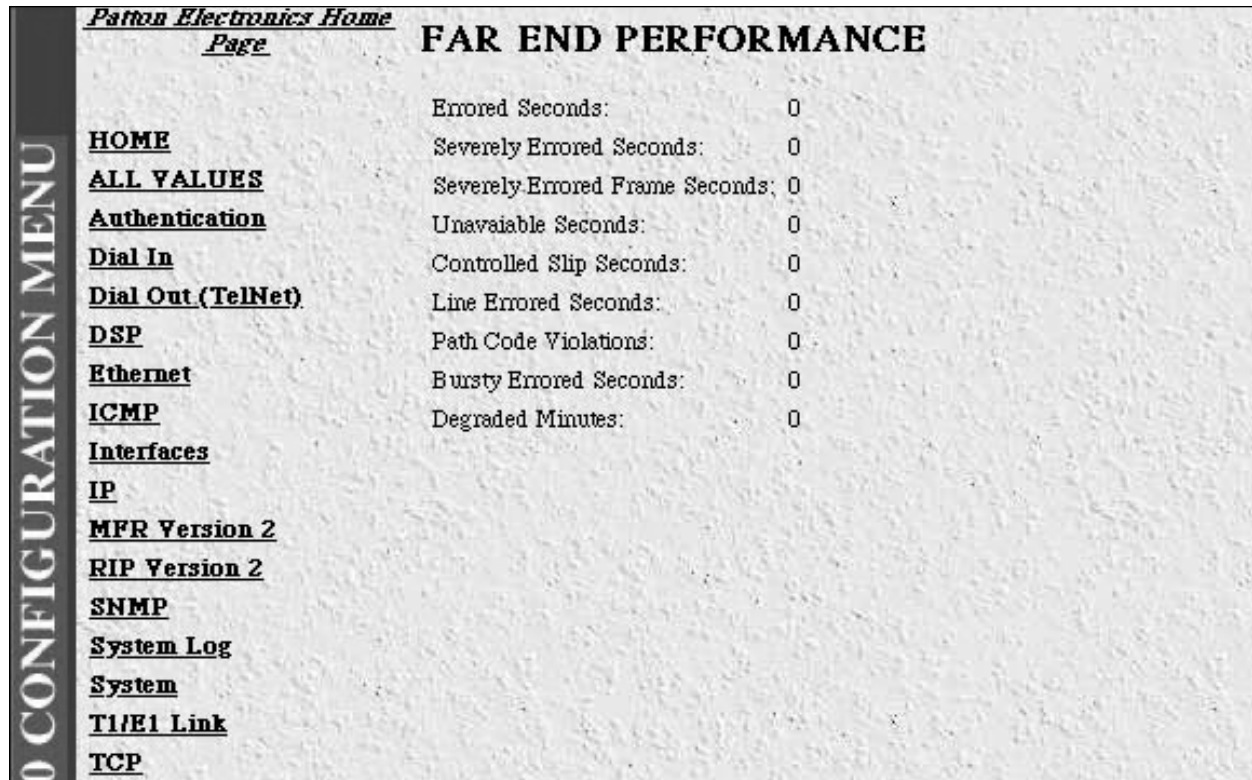 Patton Electronics Home
Page
FAR END PERFORMANCE
0 CONFIGURATION MENU
HOME
ALL VALUES
Authentication
Dial In
Dial Out (TelNet)
DSP
Ethernet
ICMP
Interfaces
IP
MFR Version 2
RIP Version 2
SNMP
System Log
System
T1/E1 Link
TCP
Errored Seconds: 0
Severely Errored Seconds: 0
Severely Errored Frame Seconds: 0
Unavaiable Seconds: 0
Controlled Slip Seconds: 0
Line Errored Seconds: 0
Path Code Violations: 0
Bursty Errored Seconds: 0
Degraded Minutes: 0